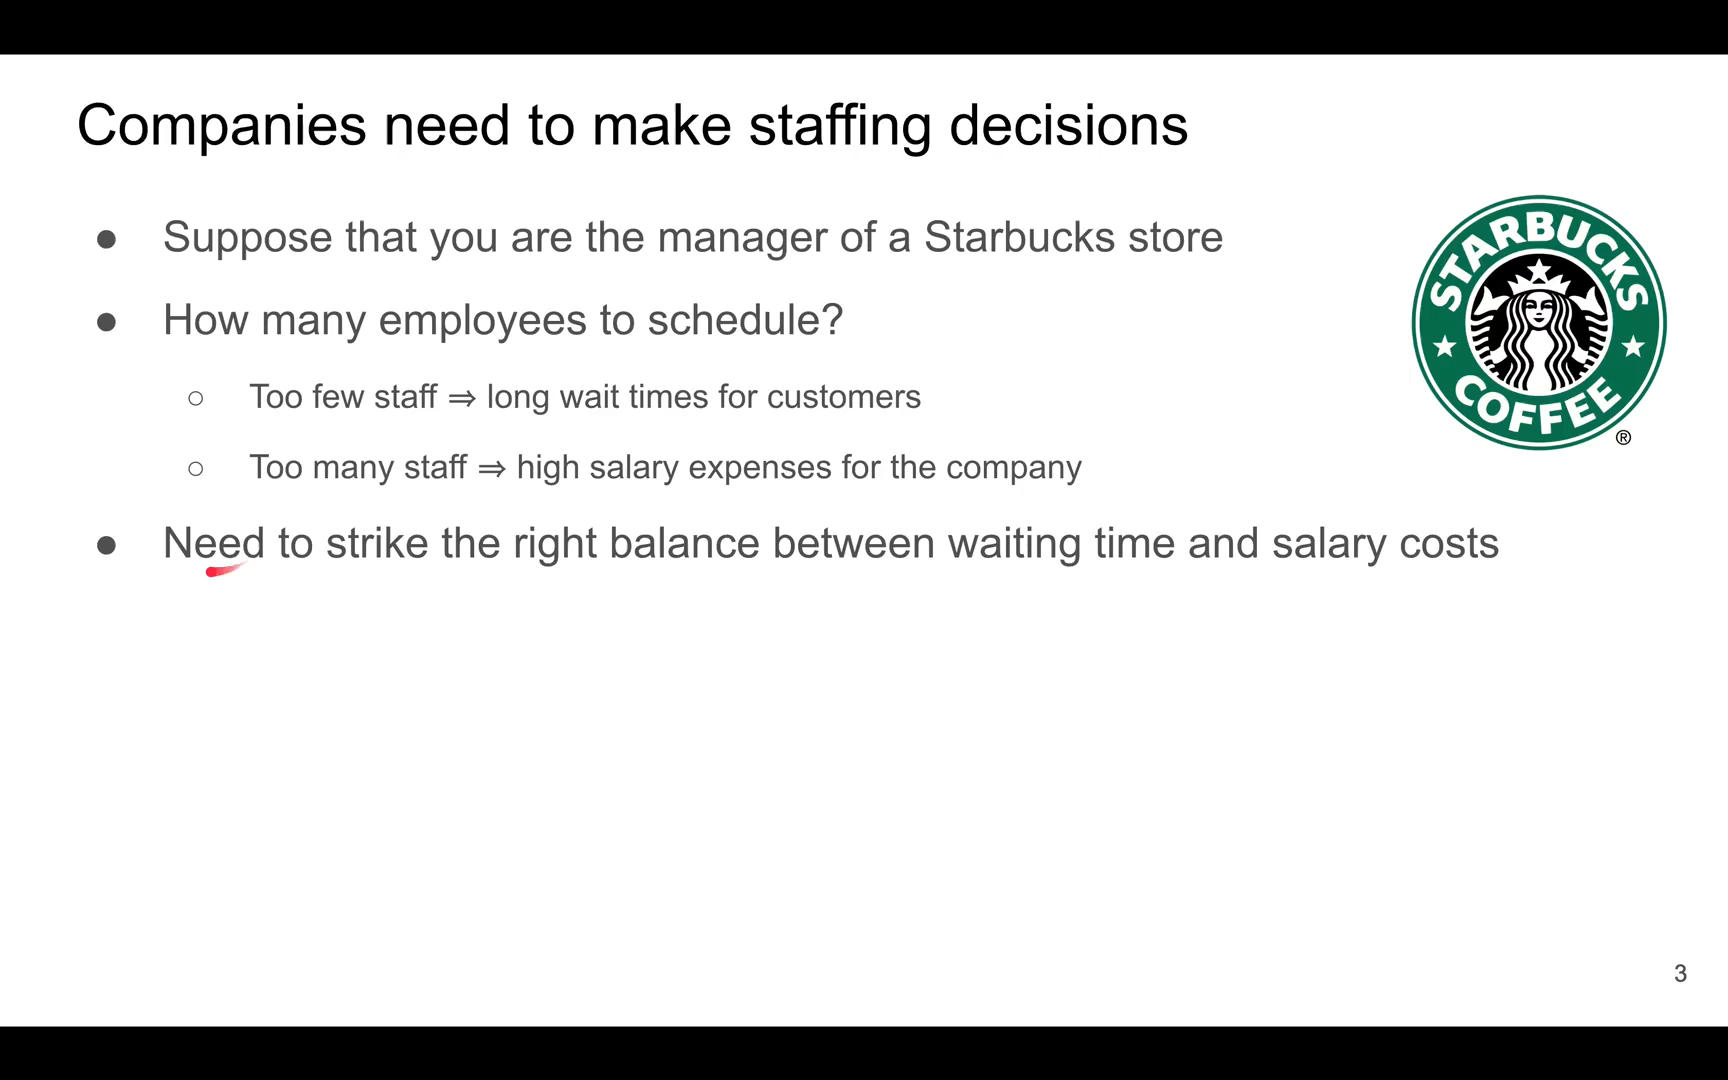 Companies need to make staffing decisions
● Suppose that you are the manager of a Starbucks store
● How many employees to schedule?
○ Too few staff ⇒ long wait times for customers
○ Too many staff ⇒ high salary expenses for the company
● Need to strike the right balance between waiting time and salary costs
STARBUCKS
COFFEE
®
3